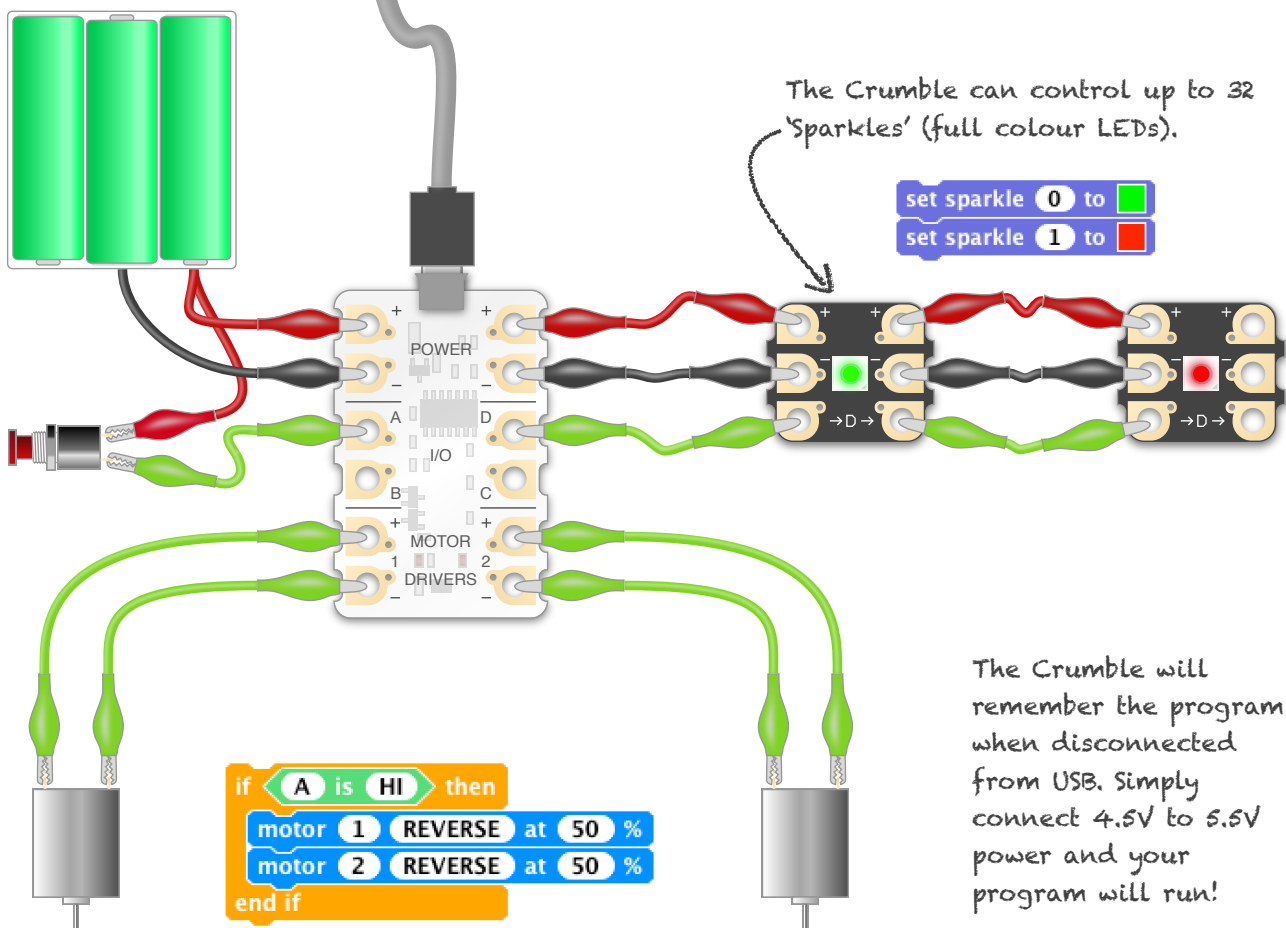 The Crumble can control up to 32
'Sparkles' (full colour LEDs).
set sparkle 0 to
set sparkle 1 to
+ +
POWER
− −
A D
I/O
B C
+ +
MOTOR
1 2
DRIVERS
− −
+ +
− −
→D→
+ +
− −
→D→
if A is HI then
motor 1 REVERSE at 50 %
motor 2 REVERSE at 50 %
end if
The Crumble will
remember the program
when disconnected
from USB. Simply
connect 4.5V to 5.5V
power and your
program will run!